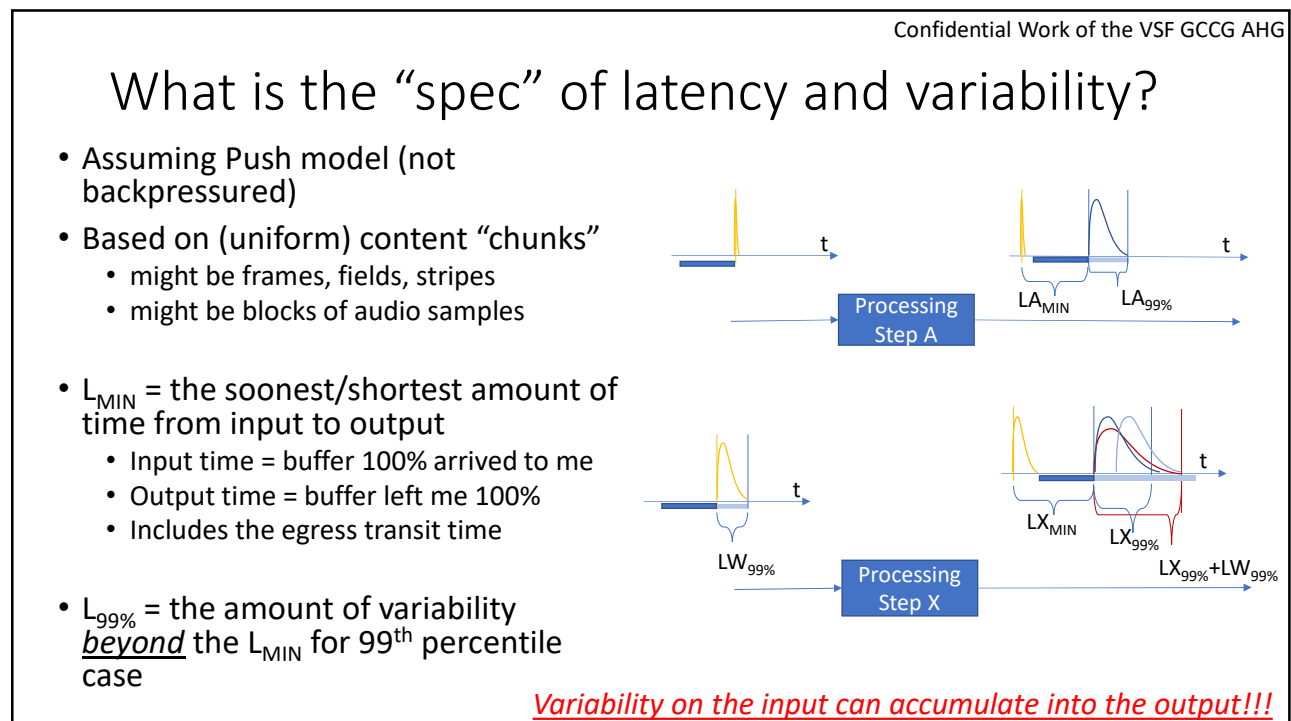 Confidential Work of the VSF GCCG AHG
What is the “spec” of latency and variability?
• Assuming Push model (not
backpressured)
• Based on (uniform) content “chunks”
• might be frames, fields, stripes
• might be blocks of audio samples
• LMIN = the soonest/shortest amount of
time from input to output
• Input time = buffer 100% arrived to me
• Output time = buffer left me 100%
• Includes the egress transit time
• L99% = the amount of variability
beyond the LMIN for 99th percentile
case
t
t
LAMIN
LA99%
Processing
Step A
t
t
LW99%
LXMIN
LX99%
LX99%+LW99%
Processing
Step X
Variability on the input can accumulate into the output!!!